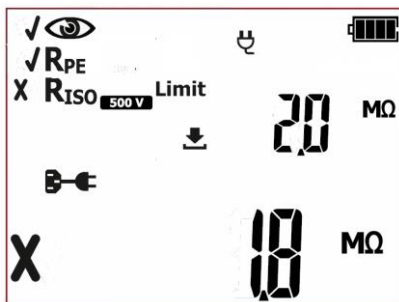 √
√ RPE
X RISO 500 V Limit
2.0 MΩ
X 1.8 MΩ